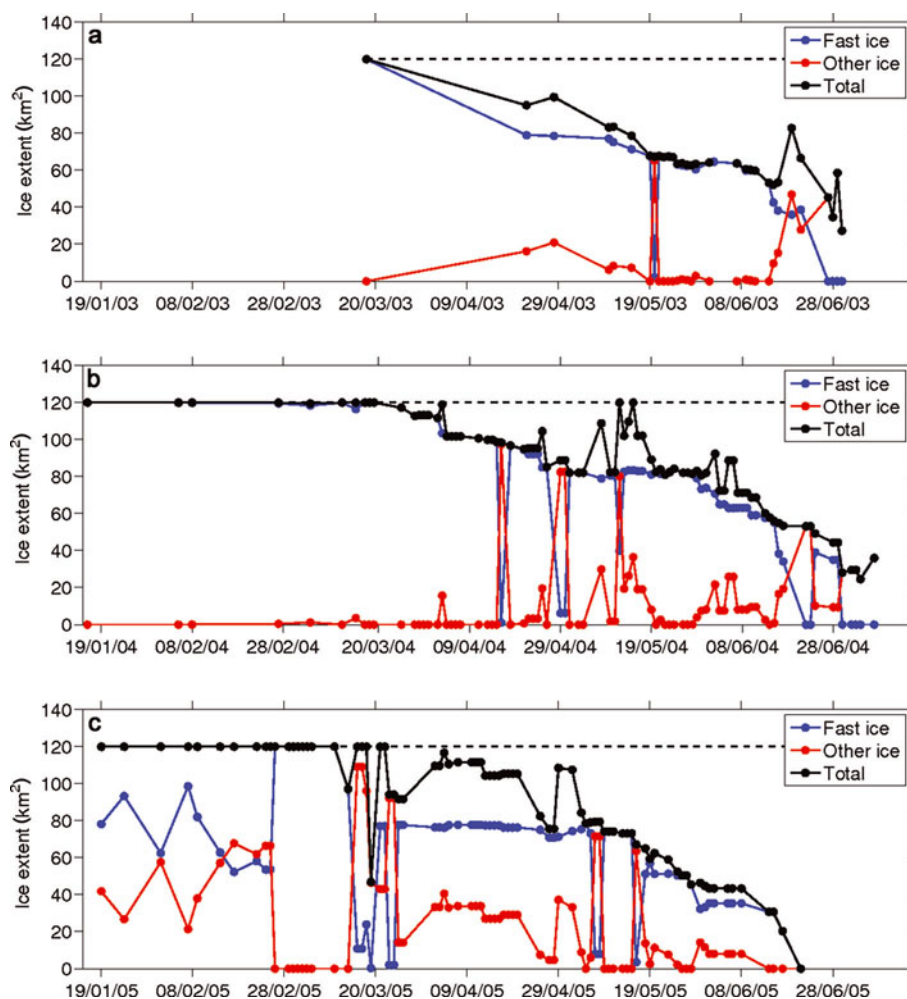 a
Fast ice
Other ice
Total
Ice extent (km²)
140
120
100
80
60
40
20
0
19/01/03 08/02/03 28/02/03 20/03/03 09/04/03 29/04/03 19/05/03 08/06/03 28/06/03
b
Fast ice
Other ice
Total
Ice extent (km²)
140
120
100
80
60
40
20
0
19/01/04 08/02/04 28/02/04 20/03/04 09/04/04 29/04/04 19/05/04 08/06/04 28/06/04
c
Fast ice
Other ice
Total
Ice extent (km²)
140
120
100
80
60
40
20
0
19/01/05 08/02/05 28/02/05 20/03/05 09/04/05 29/04/05 19/05/05 08/06/05 28/06/05